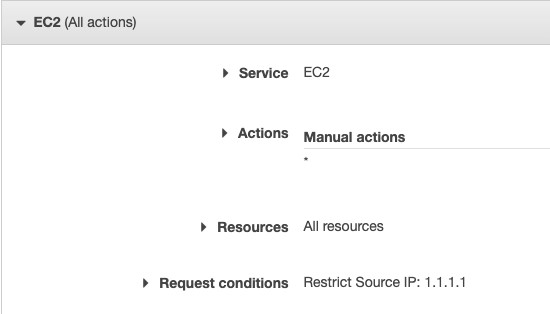 EC2 (All actions)
Service EC2
Actions Manual actions
*
Resources All resources
Request conditions Restrict Source IP: 1.1.1.1